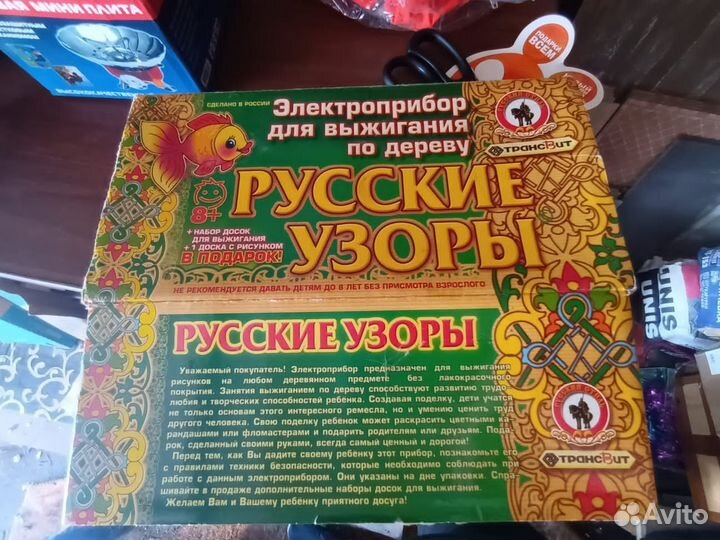 АЯ МИНИ ПЛИТА
ПОДАРКИ
ВСЕМ
СДЕЛАНО В РОССИИ
Электроприбор
для выжигания
по дереву
ТРАНСВИТ
РУССКИЕ
УЗОРЫ
8+
+ НАБОР ДОСОК
ДЛЯ ВЫЖИГАНИЯ
+ 1 ДОСКА С РИСУНКОМ
В ПОДАРОК!
НЕ РЕКОМЕНДУЕТСЯ ДАВАТЬ ДЕТЯМ ДО 8 ЛЕТ БЕЗ ПРИСМОТРА ВЗРОСЛОГО
РУССКИЕ УЗОРЫ
Уважаемый покупатель! Электроприбор предназначен для выжигания
рисунков на любом деревянном предмете без лакокрасочного
покрытия. Занятия выжиганием по дереву способствуют развитию трудо-
любия и творческих способностей ребёнка. Создавая поделку, дети учатся
не только основам этого интересного ремесла, но и умению ценить труд
другого человека. Свою поделку ребенок может раскрасить цветными ка-
рандашами или фломастерами и подарить родителям или друзьям. Пода-
рок, сделанный своими руками, всегда самый ценный и дорогой!
Перед тем, как Вы дадите своему ребёнку этот прибор, познакомьте его
с правилами техники безопасности, которые необходимо соблюдать при
работе с данным электроприбором. Они указаны на дне упаковки. Спра-
шивайте в продаже дополнительные наборы досок для выжигания.
Желаем Вам и Вашему ребёнку приятного досуга!
ТРАНСВИТ
UNIS
Avito